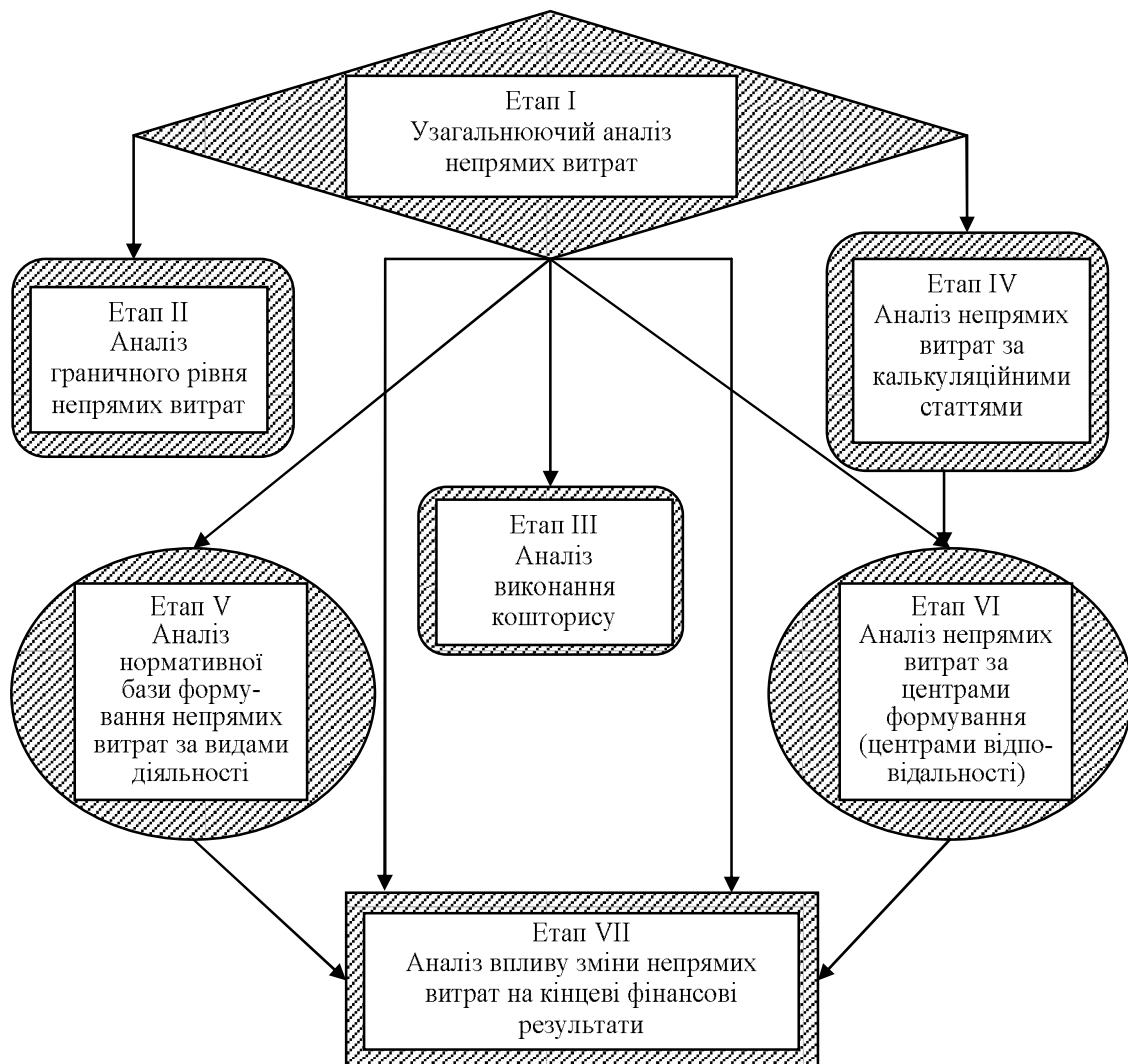 Етап I
Узагальнюючий аналіз
непрямих витрат
Етап II
Аналіз
граничного рівня
непрямих витрат
Етап IV
Аналіз непрямих
витрат за
калькуляційними
статтями
Етап III
Аналіз
виконання
кошторису
Етап V
Аналіз
нормативної
бази форму-
вання непрямих
витрат за видами
діяльності
Етап VI
Аналіз непрямих
витрат за
центрами
формування
(центрами відпо-
відальності)
Етап VII
Аналіз впливу зміни непрямих
витрат на кінцеві фінансові
результати